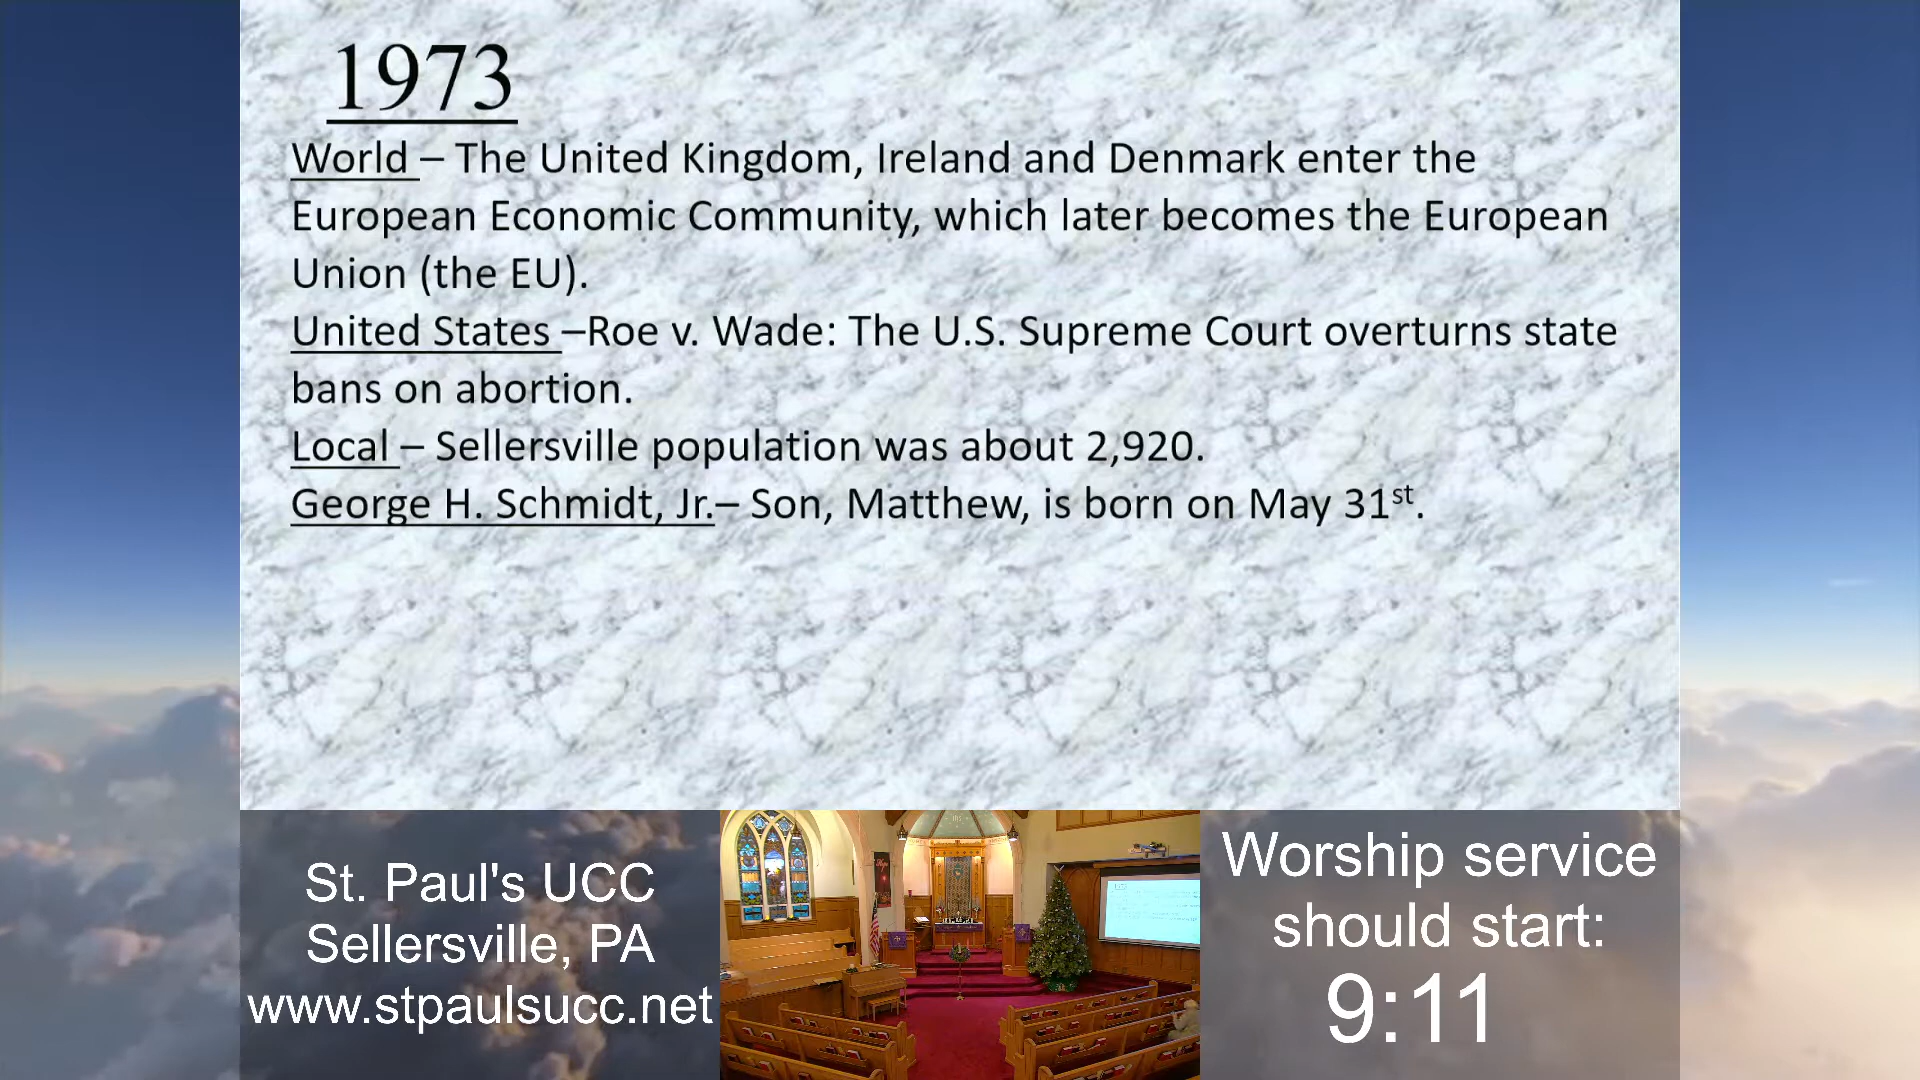 1973
World – The United Kingdom, Ireland and Denmark enter the
European Economic Community, which later becomes the European
Union (the EU).
United States –Roe v. Wade: The U.S. Supreme Court overturns state
bans on abortion.
Local – Sellersville population was about 2,920.
George H. Schmidt, Jr.– Son, Matthew, is born on May 31st.
St. Paul's UCC
Sellersville, PA
www.stpaulsucc.net
Worship service
should start:
9:11